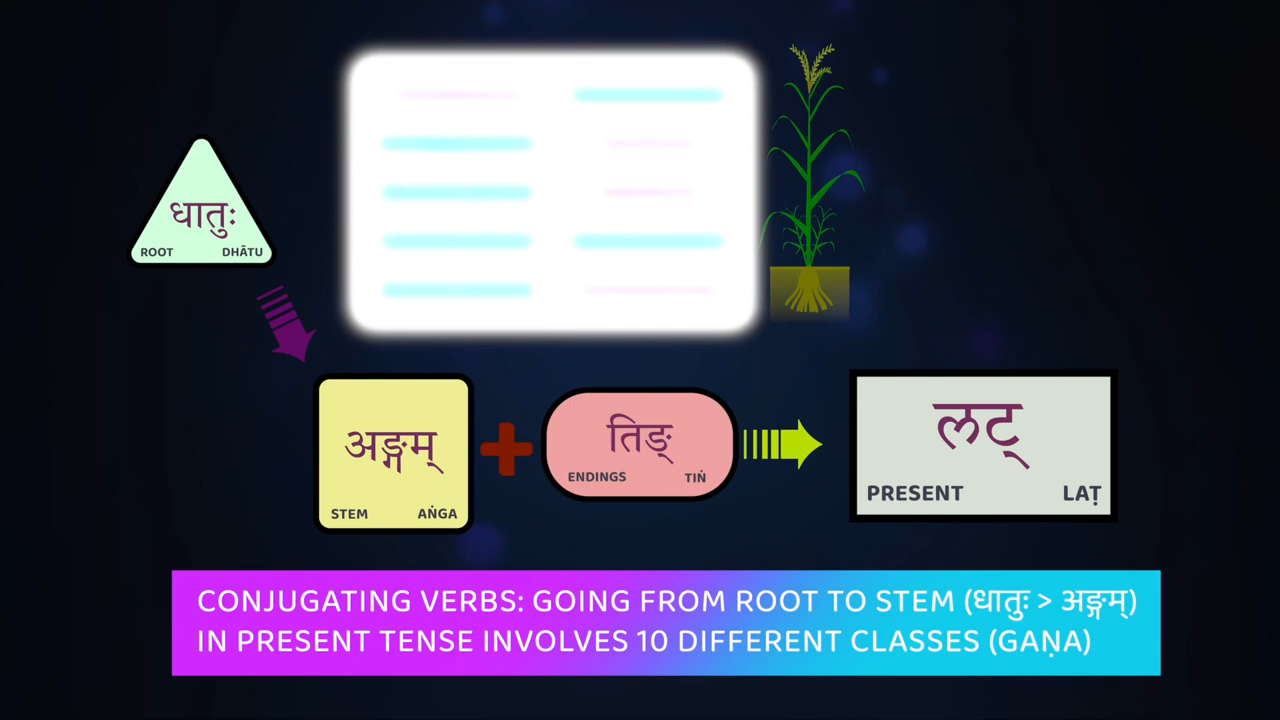 धातुः
ROOT DHĀTU
अङ्गम्
STEM AṄGA
तिङ्
ENDINGS TIṄ
लट्
PRESENT LAṬ
CONJUGATING VERBS: GOING FROM ROOT TO STEM (धातुः > अङ्गम्)
IN PRESENT TENSE INVOLVES 10 DIFFERENT CLASSES (GAṆA)